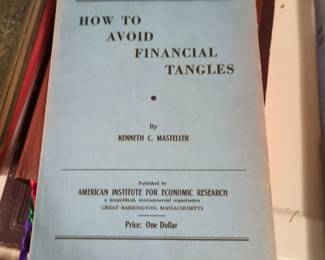 HOW TO
AVOID
FINANCIAL
TANGLES
By
KENNETH C. MASTELLER
Published by
AMERICAN INSTITUTE FOR ECONOMIC RESEARCH
a nonpolitical, noncommercial organization
GREAT BARRINGTON, MASSACHUSETTS
Price: One Dollar